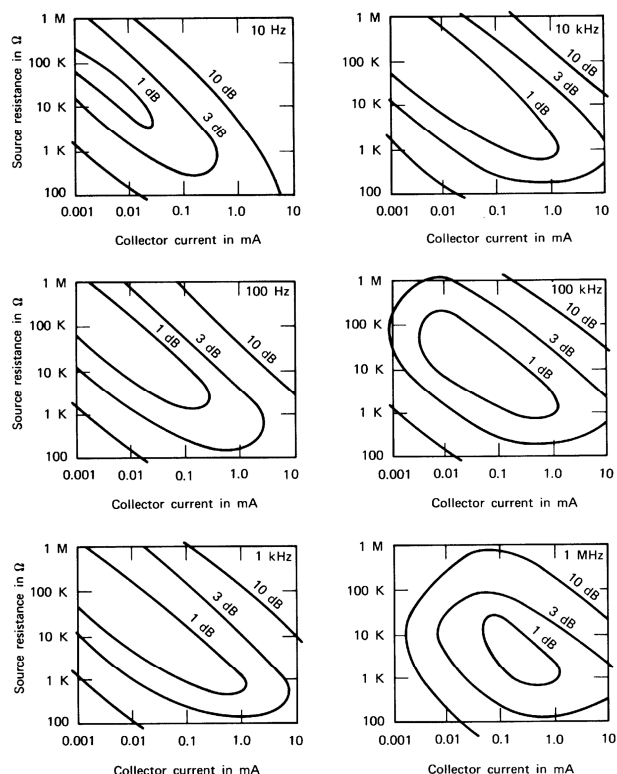 10 Hz
1 M
100 K
10 K
1 K
100
Source resistance in Ω
1 dB
3 dB
10 dB
0.001 0.01 0.1 1.0 10
Collector current in mA
10 kHz
1 M
100 K
10 K
1 K
100
1 dB
3 dB
10 dB
0.001 0.01 0.1 1.0 10
Collector current in mA
100 Hz
1 M
100 K
10 K
1 K
100
Source resistance in Ω
1 dB
3 dB
10 dB
0.001 0.01 0.1 1.0 10
Collector current in mA
100 kHz
1 M
100 K
10 K
1 K
100
1 dB
3 dB
10 dB
0.001 0.01 0.1 1.0 10
Collector current in mA
1 kHz
1 M
100 K
10 K
1 K
100
Source resistance in Ω
1 dB
3 dB
10 dB
0.001 0.01 0.1 1.0 10
Collector current in mA
1 MHz
1 M
100 K
10 K
1 K
100
1 dB
3 dB
10 dB
0.001 0.01 0.1 1.0 10
Collector current in mA